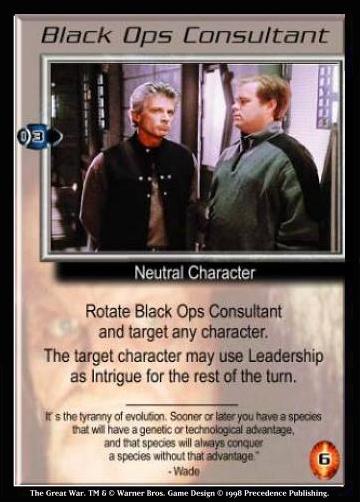 Black Ops Consultant
3
Neutral Character
Rotate Black Ops Consultant
and target any character.
The target character may use Leadership
as Intrigue for the rest of the turn.
It' s the tyranny of evolution. Sooner or later you have a species
that will have a genetic or technological advantage,
and that species will always conquer
a species without that advantage."
- Wade
6
The Great War. TM & © Warner Bros. Game Design © 1998 Precedence Publishing.